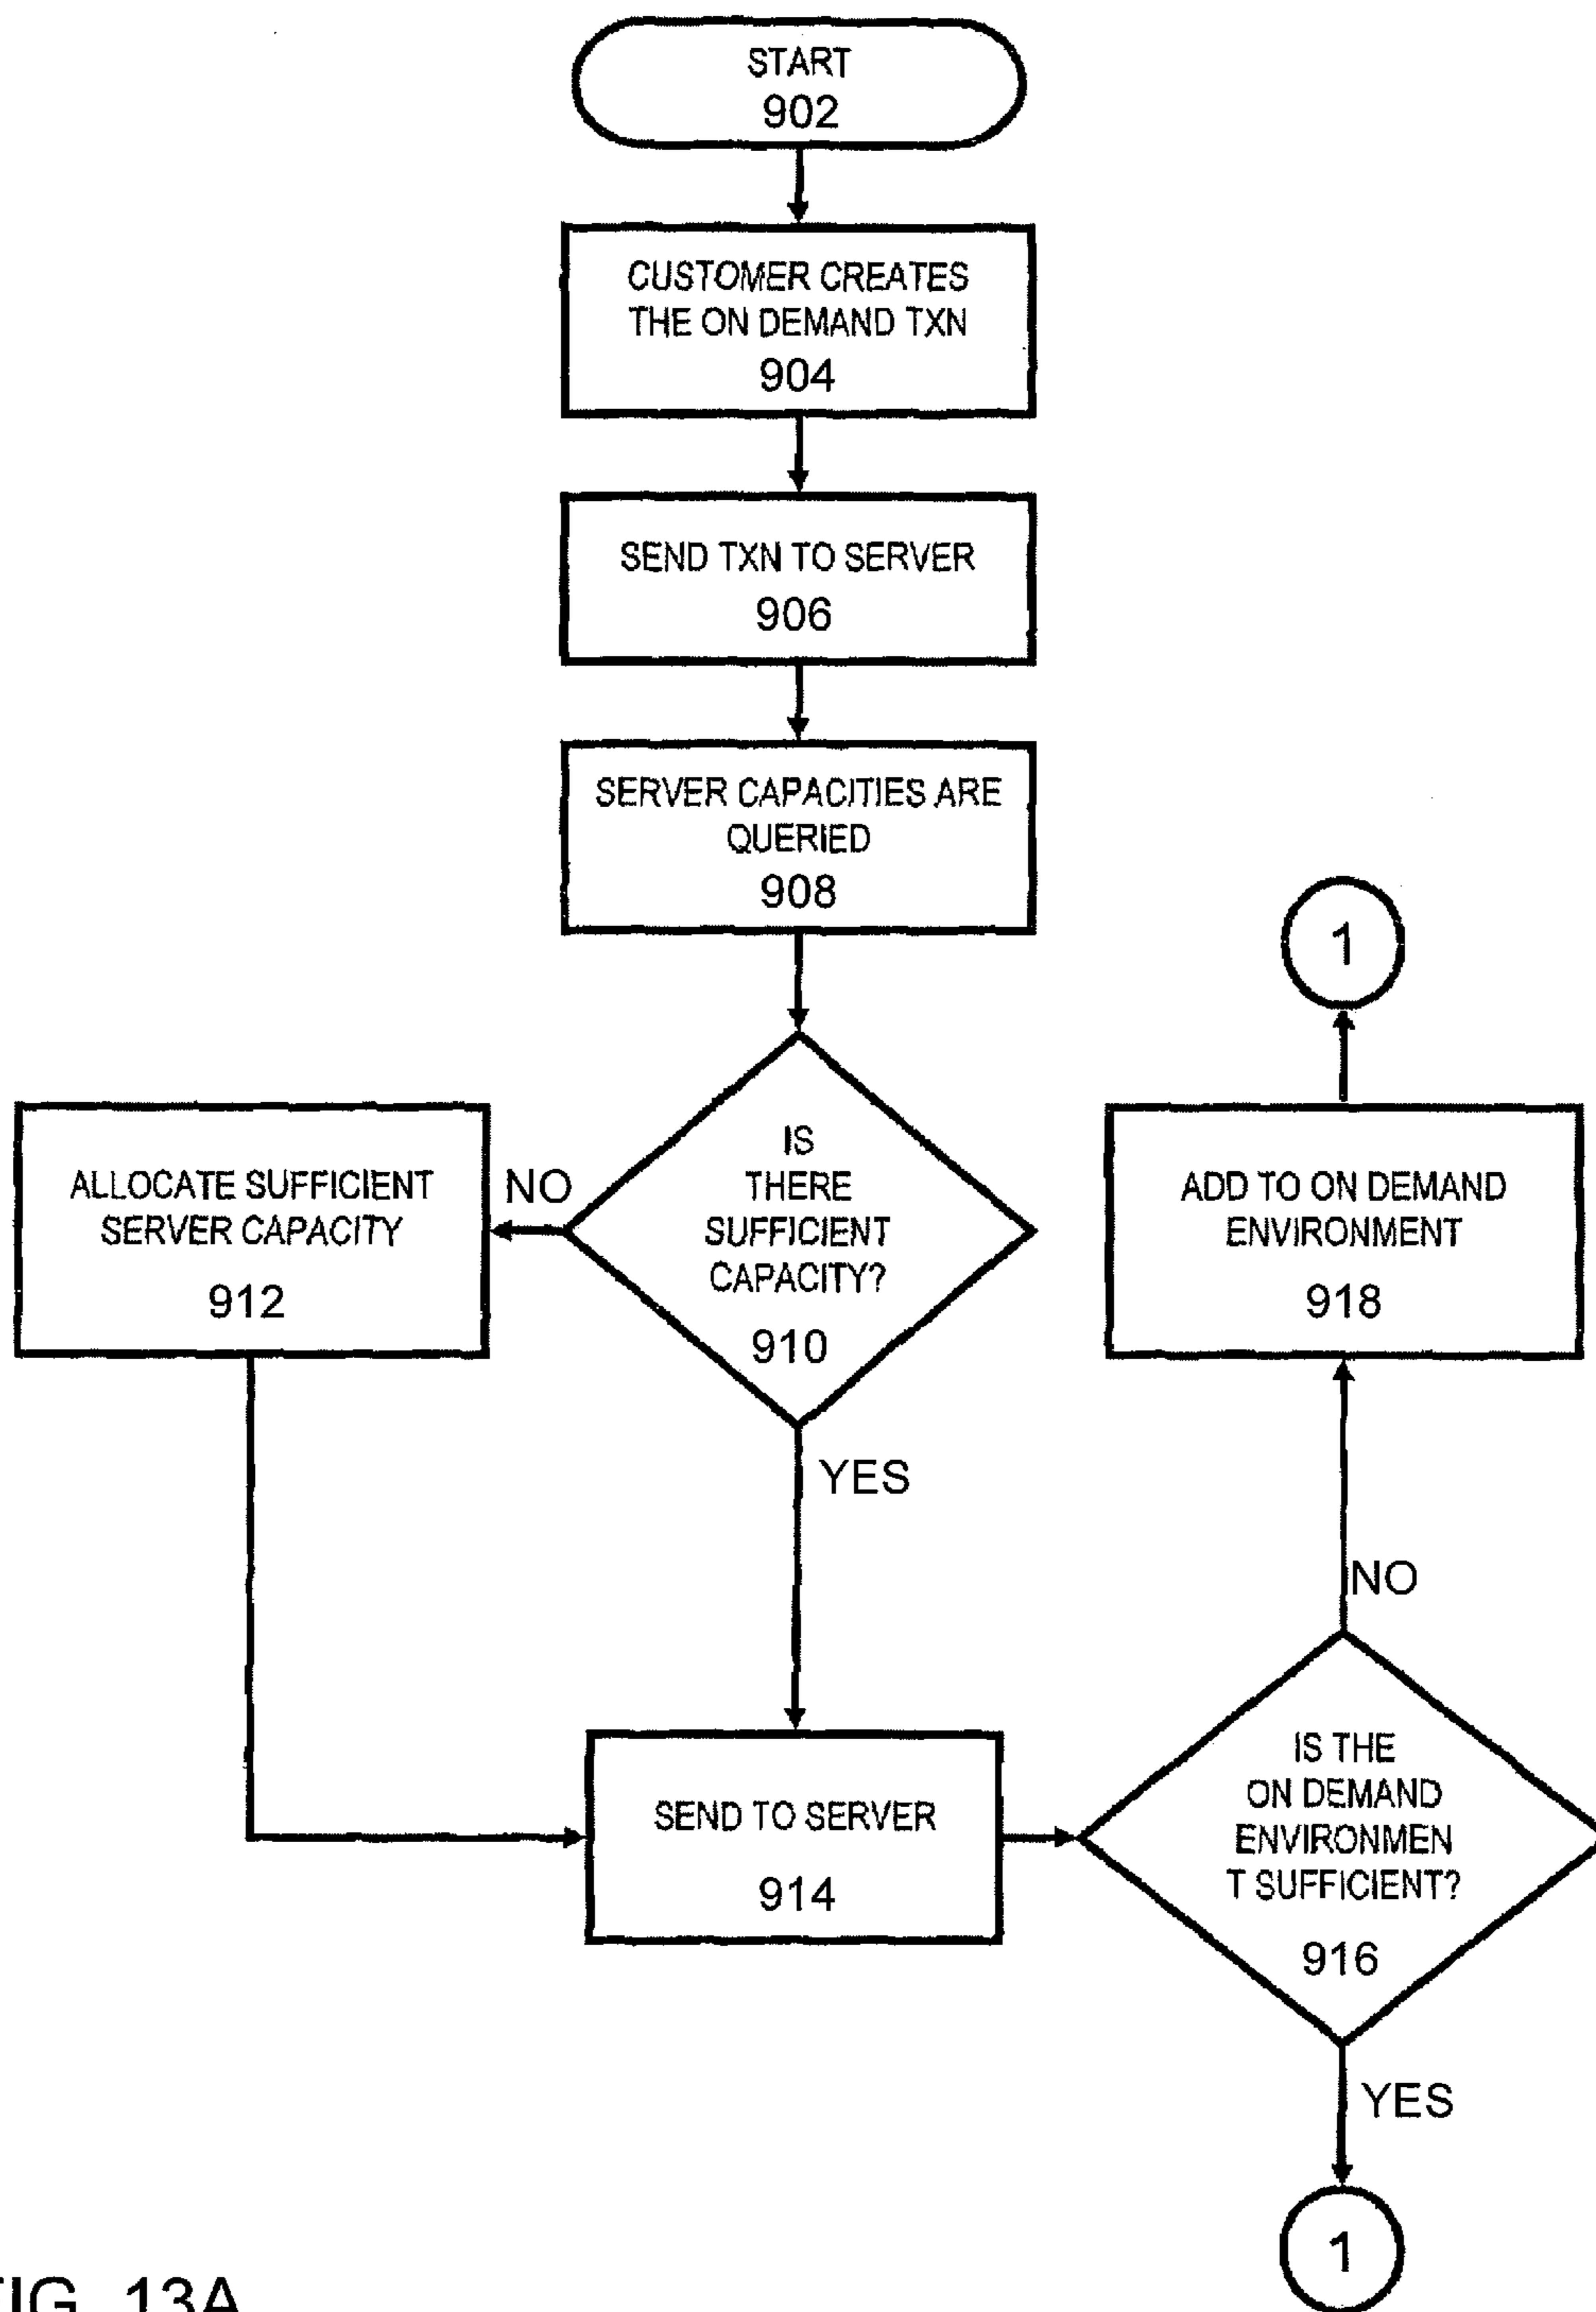 START
902
CUSTOMER CREATES
THE ON DEMAND TXN
904
SEND TXN TO SERVER
906
SERVER CAPACITIES ARE
QUERIED
908
IS
THERE
SUFFICIENT
CAPACITY?
910
NO
ALLOCATE SUFFICIENT
SERVER CAPACITY
912
YES
SEND TO SERVER
914
IS THE
ON DEMAND
ENVIRONMEN
T SUFFICIENT?
916
NO
ADD TO ON DEMAND
ENVIRONMENT
918
1
YES
1
FIG. 13A